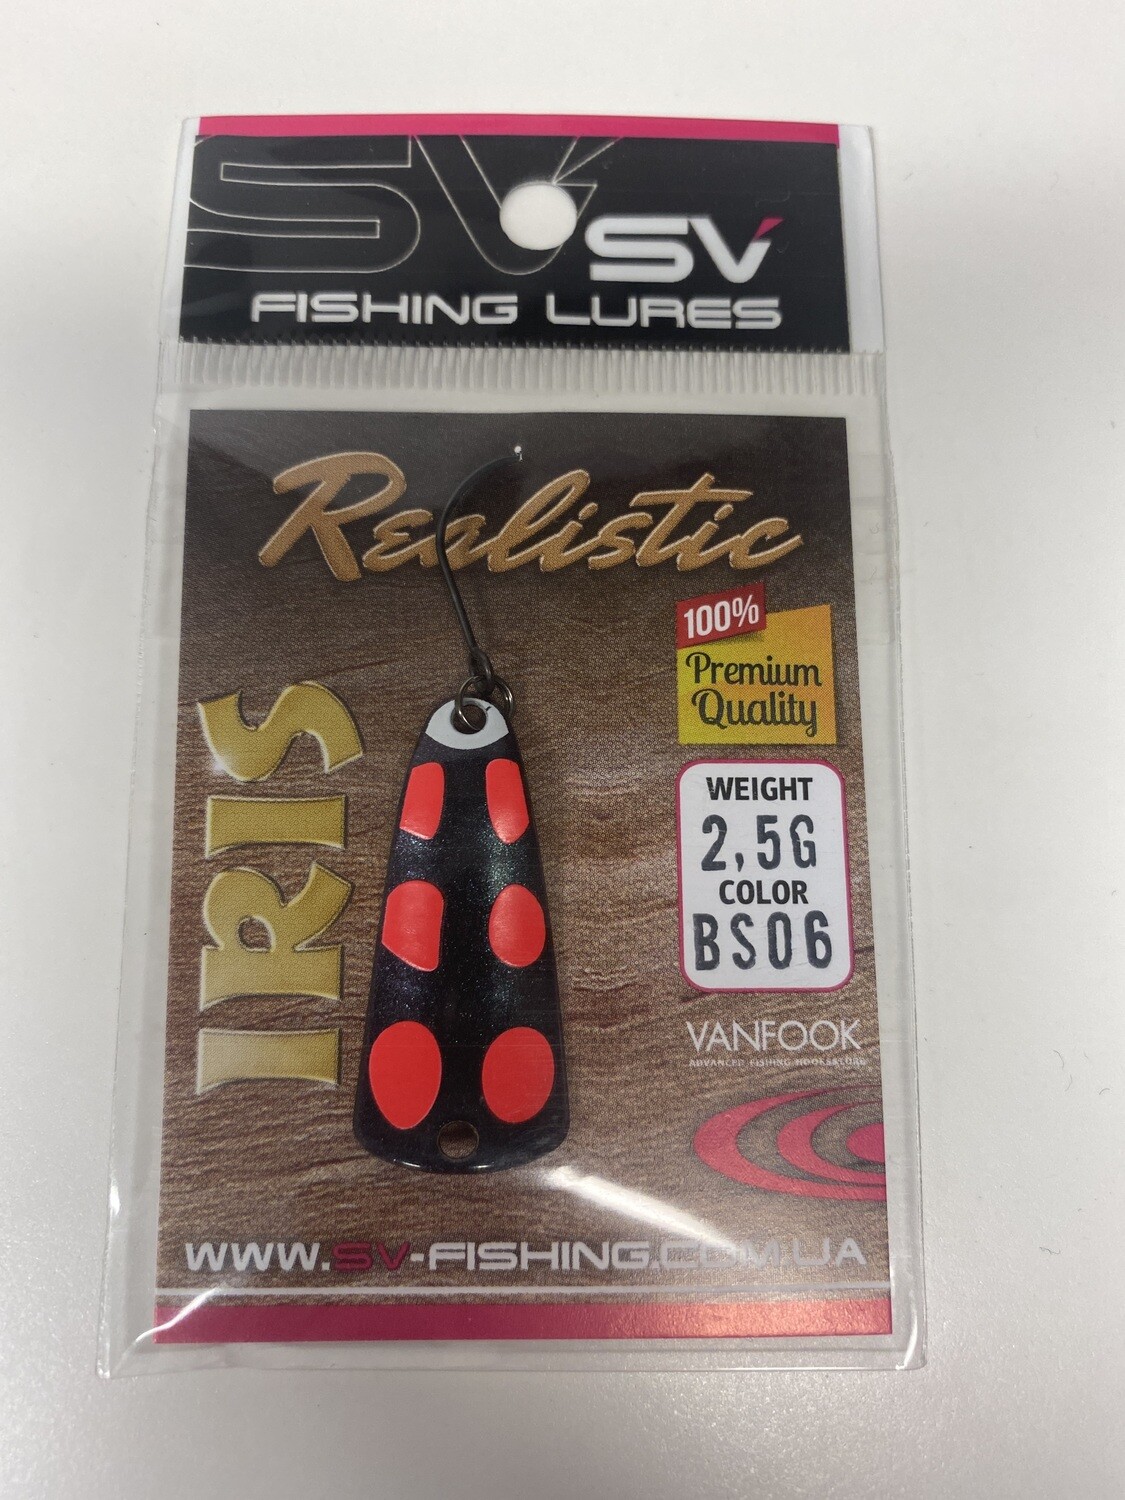 SV
SV
FISHING LURES
Realistic
100%
Premium
Quality
IRIS
WEIGHT
2,5G
COLOR
BS06
VANFOOK
WWW.SV-FISHING.COM.UA